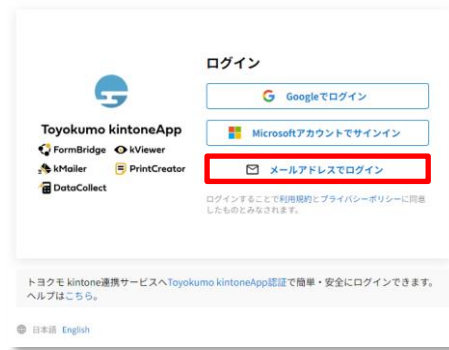 ログイン
Googleでログイン
Microsoftアカウントでサインイン
メールアドレスでログイン
ログインすることで利用規約とプライバシーポリシーに同意
したものとみなされます。
Toyokumo kintoneApp
FormBridge kViewer
kMailer PrintCreator
DataCollect
トヨクモ kintone連携サービスへToyokumo kintoneApp認証で簡単・安全にログインできます。
ヘルプはこちら。
日本語 English